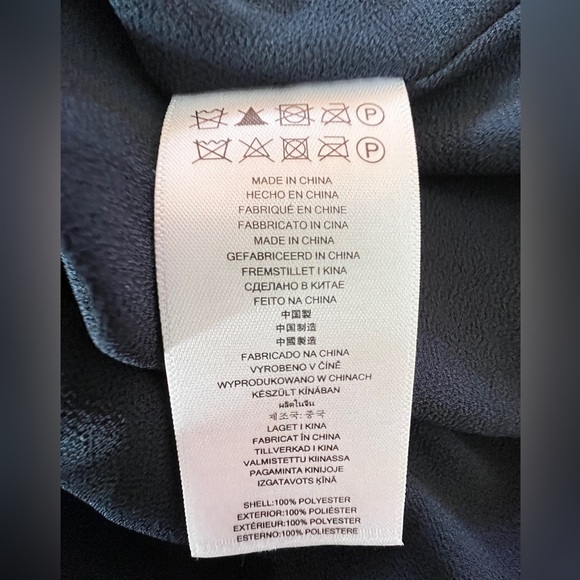 MADE IN CHINA
HECHO EN CHINA
FABRIQUÉ EN CHINE
FABBRICATO IN CINA
MADE IN CHINA
GEFABRICEERD IN CHINA
FREMSTILLET I KINA
СДЕЛАНО В КИТАЕ
FEITO NA CHINA
中国製
中国制造
中國製造
FABRICADO NA CHINA
VYROBENO V ČÍNĚ
WYPRODUKOWANO W CHINACH
KÉSZÜLT KÍNÁBAN
ผลิตในจีน
제조국: 중국
LAGET I KINA
FABRICAT ÎN CHINA
TILLVERKAD I KINA
VALMISTETTU KIINASSA
PAGAMINTA KINIJOJE
IZGATAVOTS ĶĪNĀ
SHELL:100% POLYESTER
EXTERIOR:100% POLIÉSTER
EXTÉRIEUR:100% POLYESTER
ESTERNO:100% POLIESTERE